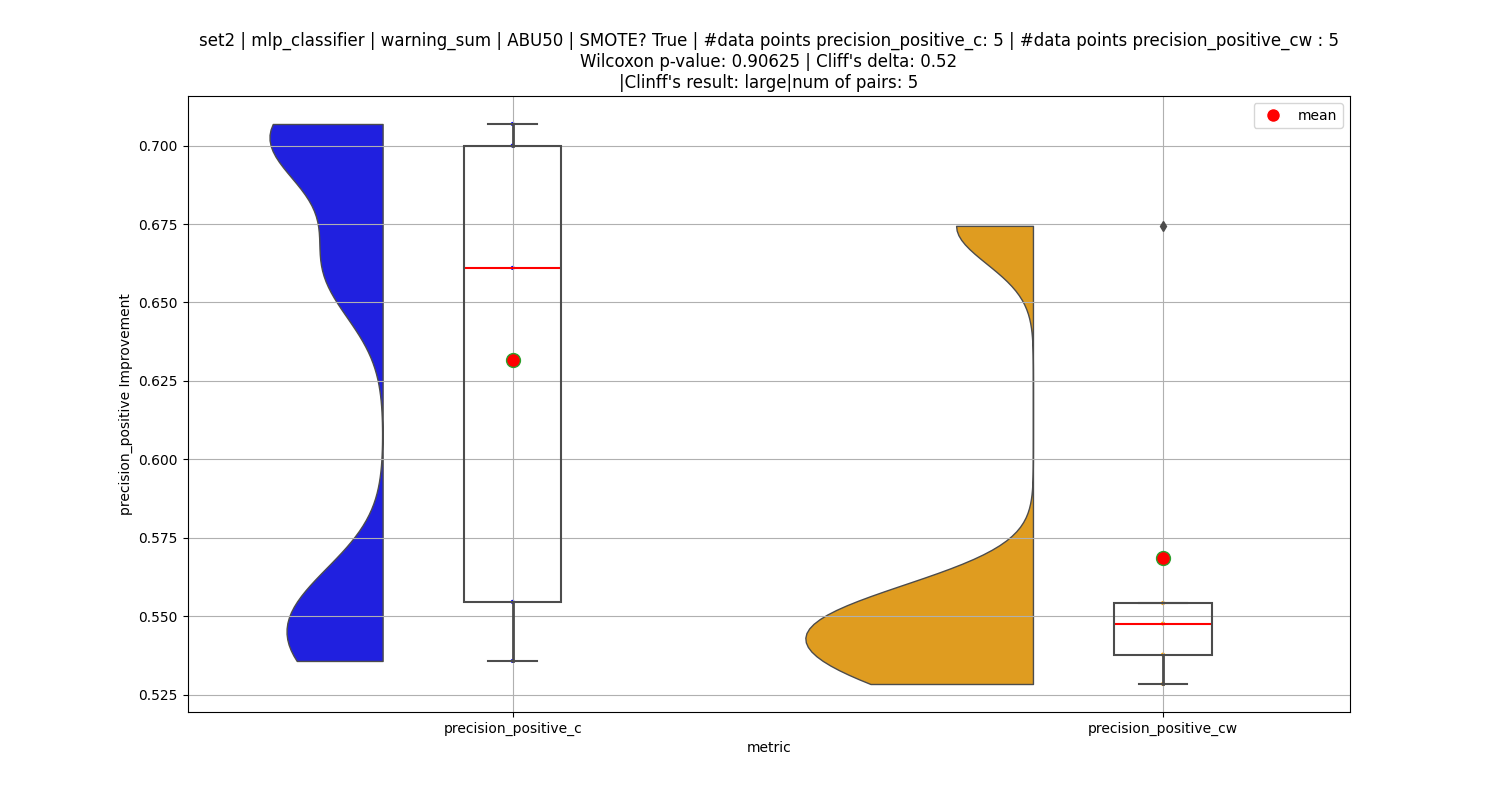 set2 | mlp_classifier | warning_sum | ABU50 | SMOTE? True | #data points precision_positive_c: 5 | #data points precision_positive_cw : 5
Wilcoxon p-value: 0.90625 | Cliff's delta: 0.52
|Clinff's result: large|num of pairs: 5
mean
0.700
0.675
0.650
0.625
0.600
0.575
0.550
0.525
precision_positive Improvement
precision_positive_c
precision_positive_cw
metric